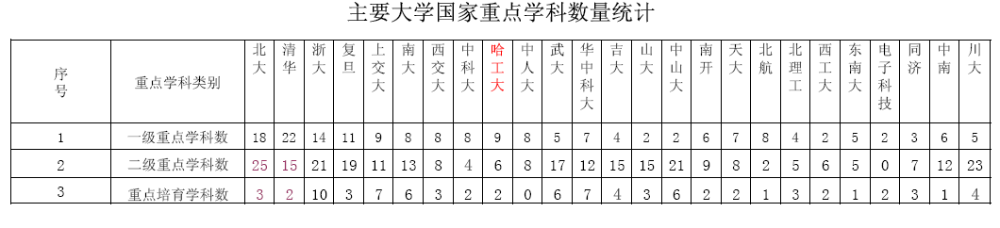 主要大学国家重点学科数量统计
序号 重点学科类别 北大 清华 浙大 复旦 上交大 南大 西交大 中科大 哈工大 中人大 武大 华中科大 吉大 山大 中山大 南开 天大 北航 北理工 西工大 东南大 电子科技 同济 中南 川大
1 一级重点学科数 18 22 14 11 9 8 8 8 9 8 5 7 4 2 2 6 7 8 4 2 5 2 3 6 5
2 二级重点学科数 25 15 21 19 11 13 8 4 6 8 17 12 15 15 21 9 8 2 5 6 5 0 7 12 23
3 重点培育学科数 3 2 10 3 7 6 3 2 2 0 6 7 4 3 6 2 2 1 3 2 1 2 3 1 4